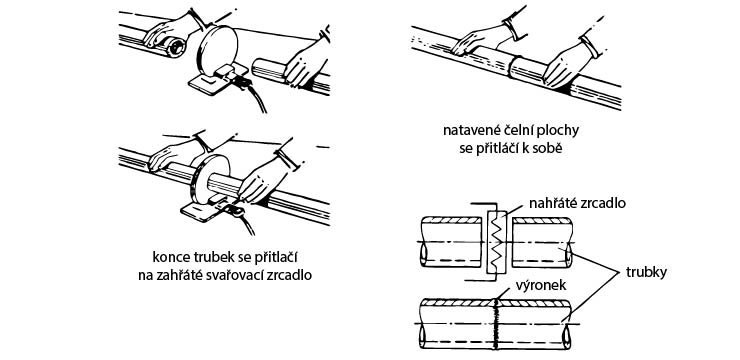 konce trubek se přitlačí
na zahřáté svařovací zrcadlo
natavené čelní plochy
se přitláčí k sobě
nahřáté zrcadlo
trubky
výronek